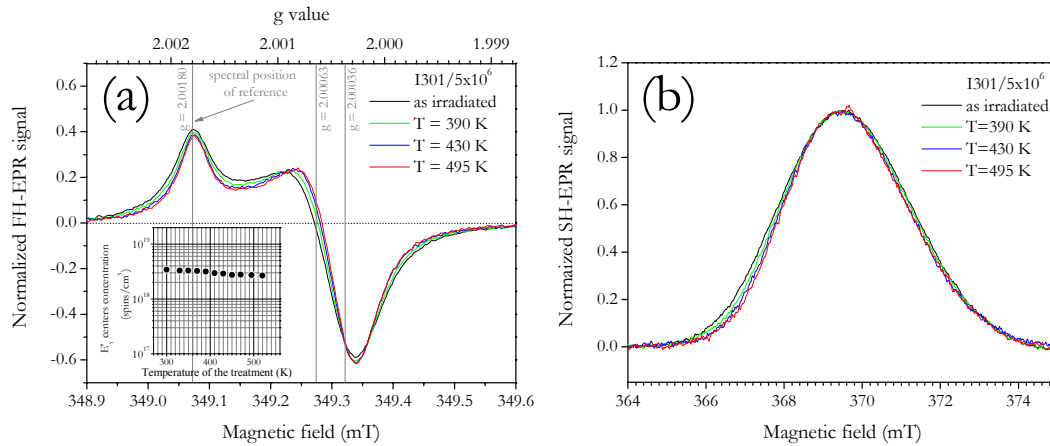 g value
2.002
2.001
2.000
1.999
(a)
g = 2.00180
spectral position
of reference
g = 2.00063
g = 2.00036
I301/5x10⁶
as irradiated
T = 390 K
T = 430 K
T = 495 K
0.6
0.4
0.2
0.0
-0.2
-0.4
-0.6
Normalized FH-EPR signal
10¹⁹
10¹⁸
10¹⁷
E'γ centers concentration
(spins/cm³)
300
400
500
Temperature of the treatment (K)
348.9
349.0
349.1
349.2
349.3
349.4
349.5
349.6
Magnetic field (mT)
(b)
I301/5x10⁶
as irradiated
T=390 K
T=430 K
T=495 K
1.2
1.0
0.8
0.6
0.4
0.2
0.0
Normaized SH-EPR signal
364
366
368
370
372
374
Magnetic field (mT)